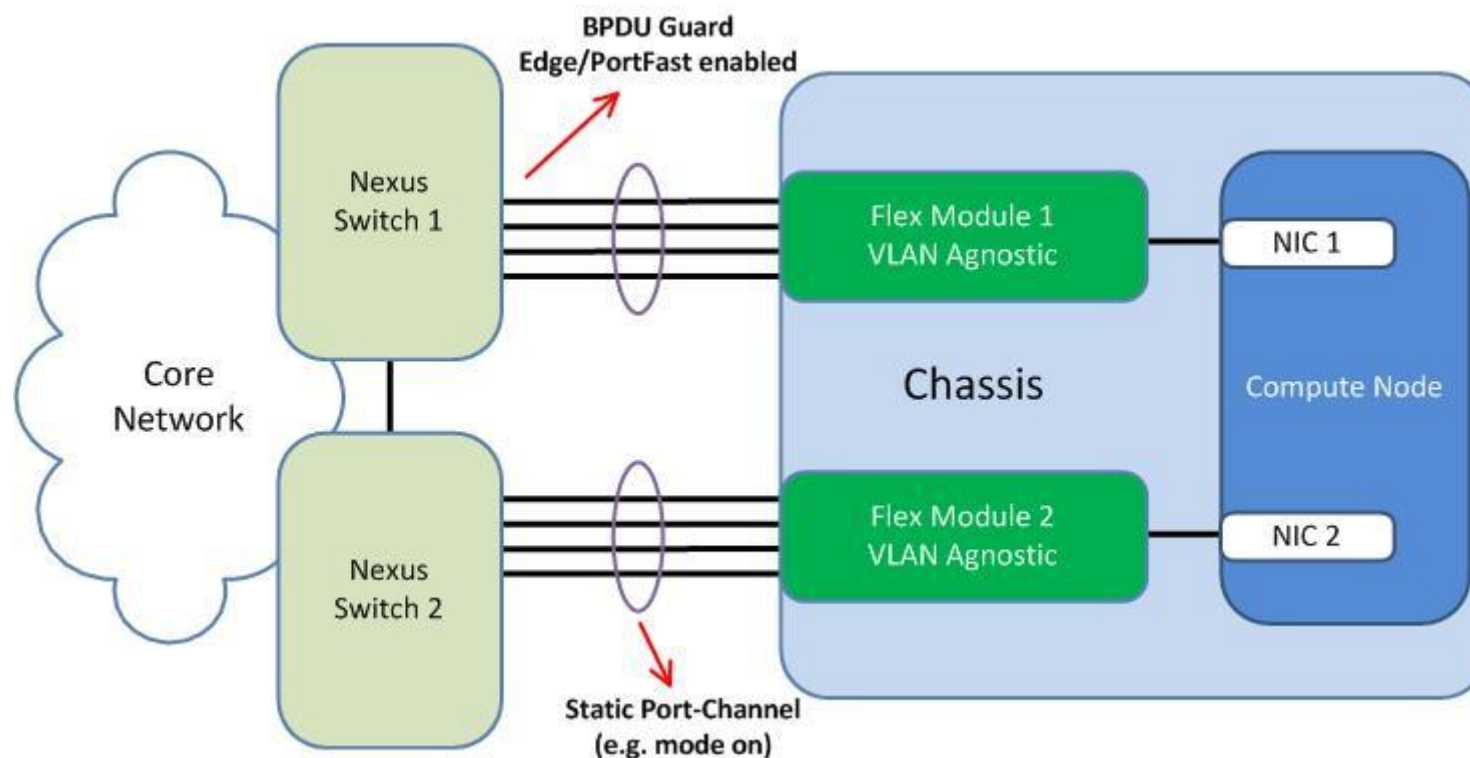 BPDU Guard
Edge/PortFast enabled
Nexus
Switch 1
Flex Module 1
VLAN Agnostic
NIC 1
Core
Network
Chassis
Compute Node
Nexus
Switch 2
Flex Module 2
VLAN Agnostic
NIC 2
Static Port-Channel
(e.g. mode on)